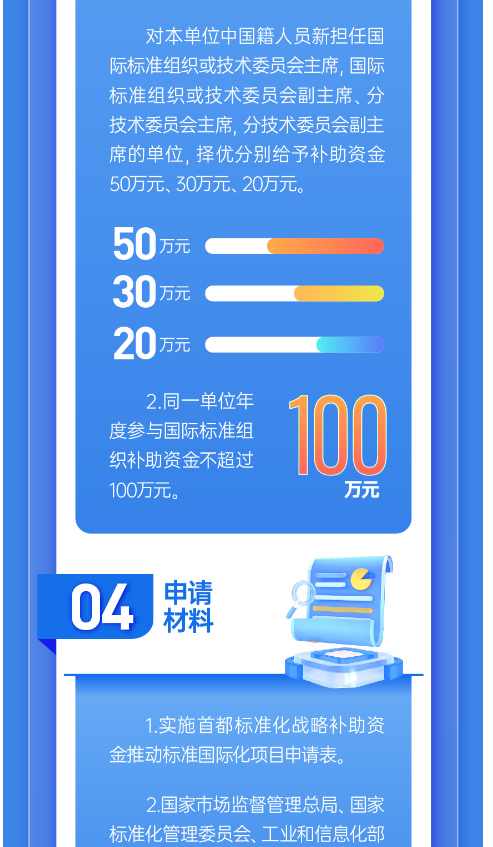 对本单位中国籍人员新担任国
际标准组织或技术委员会主席,国际
标准组织或技术委员会副主席、分
技术委员会主席,分技术委员会副主
席的单位,择优分别给予补助资金
50万元、30万元、20万元。
50万元
30万元
20万元
2.同一单位年
度参与国际标准组
织补助资金不超过
100万元。
100
万元
04
申请
材料
1.实施首都标准化战略补助资
金推动标准国际化项目申请表。
2.国家市场监督管理总局、国家
标准化管理委员会、工业和信息化部